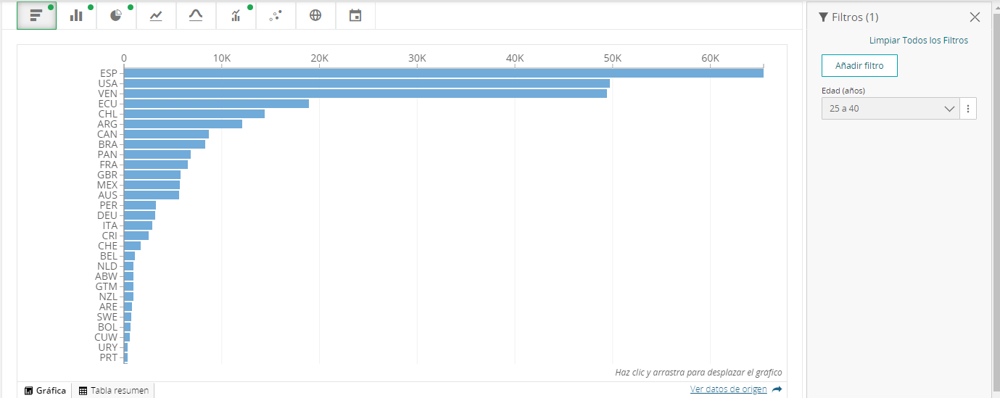 Filtros (1)
Limpiar Todos los Filtros
Añadir filtro
Edad (años)
25 a 40
0 10K 20K 30K 40K 50K 60K
ESP
USA
VEN
ECU
CHL
ARG
CAN
BRA
PAN
FRA
GBR
MEX
AUS
PER
DEU
ITA
CRI
CHE
BEL
NLD
ABW
GTM
NZL
ARE
SWE
BOL
CUW
URY
PRT
Haz clic y arrastra para desplazar el gráfico
Gráfica Tabla resumen Ver datos de origen